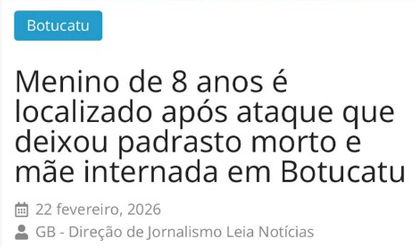 Botucatu
Menino de 8 anos é
localizado após ataque que
deixou padrasto morto e
mãe internada em Botucatu
22 fevereiro, 2026
GB - Direção de Jornalismo Leia Notícias